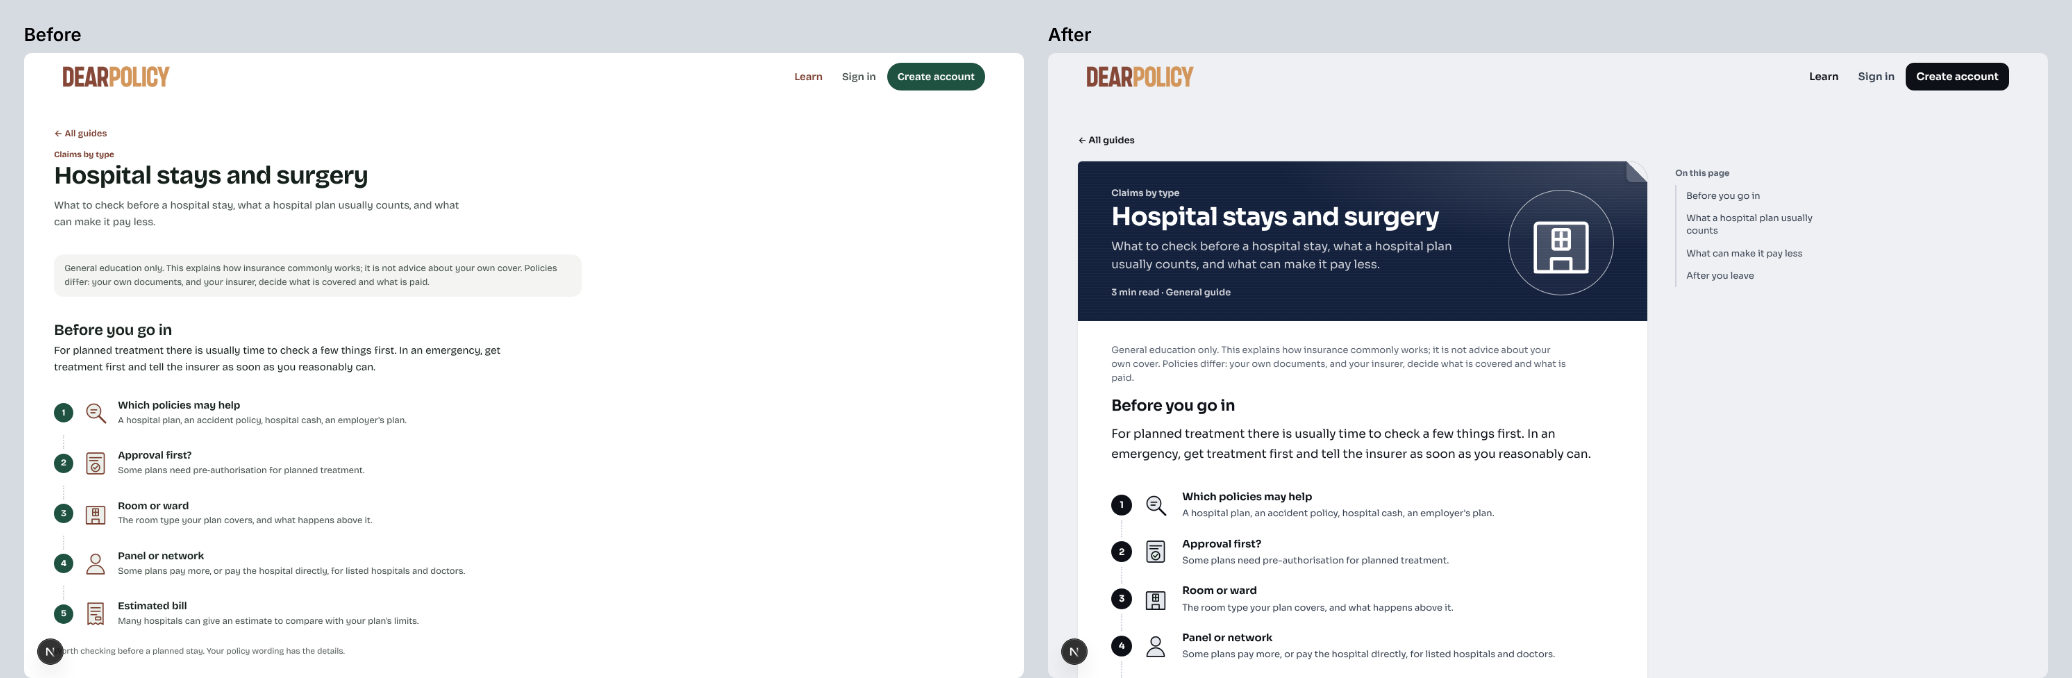 Before
DEARPOLICY
Learn
Sign in
Create account
← All guides
Claims by type
Hospital stays and surgery
What to check before a hospital stay, what a hospital plan usually counts, and what
can make it pay less.
General education only. This explains how insurance commonly works; it is not advice about your own cover. Policies
differ: your own documents, and your insurer, decide what is covered and what is paid.
Before you go in
For planned treatment there is usually time to check a few things first. In an emergency, get
treatment first and tell the insurer as soon as you reasonably can.
1
Which policies may help
A hospital plan, an accident policy, hospital cash, an employer's plan.
2
Approval first?
Some plans need pre-authorisation for planned treatment.
3
Room or ward
The room type your plan covers, and what happens above it.
4
Panel or network
Some plans pay more, or pay the hospital directly, for listed hospitals and doctors.
5
Estimated bill
Many hospitals can give an estimate to compare with your plan's limits.
N
checking before a planned stay. Your policy wording has the details.
After
DEARPOLICY
Learn
Sign in
Create account
← All guides
Claims by type
Hospital stays and surgery
What to check before a hospital stay, what a hospital plan
usually counts, and what can make it pay less.
3 min read · General guide
On this page
Before you go in
What a hospital plan usually
counts
What can make it pay less
After you leave
General education only. This explains how insurance commonly works; it is not advice about your
own cover. Policies differ: your own documents, and your insurer, decide what is covered and what is
paid.
Before you go in
For planned treatment there is usually time to check a few things first. In an
emergency, get treatment first and tell the insurer as soon as you reasonably can.
1
Which policies may help
A hospital plan, an accident policy, hospital cash, an employer's plan.
2
Approval first?
Some plans need pre-authorisation for planned treatment.
3
Room or ward
The room type your plan covers, and what happens above it.
4
Panel or network
Some plans pay more, or pay the hospital directly, for listed hospitals and doctors.
N